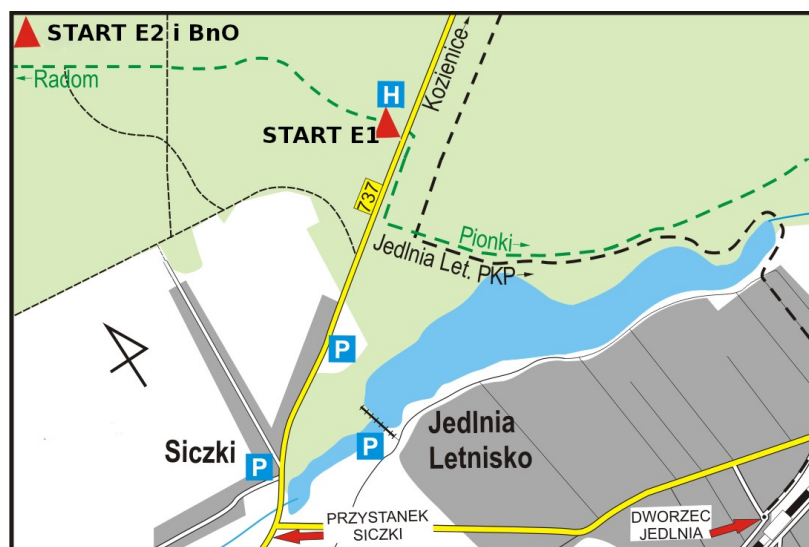 START E2 i BnO
←Radom
H
START E1
Kozienice→
737
Pionki→
Jedlnia Let. PKP→
P
Siczki
P
P
Jedlnia
Letnisko
PRZYSTANEK
SICZKI
DWORZEC
JEDLNIA